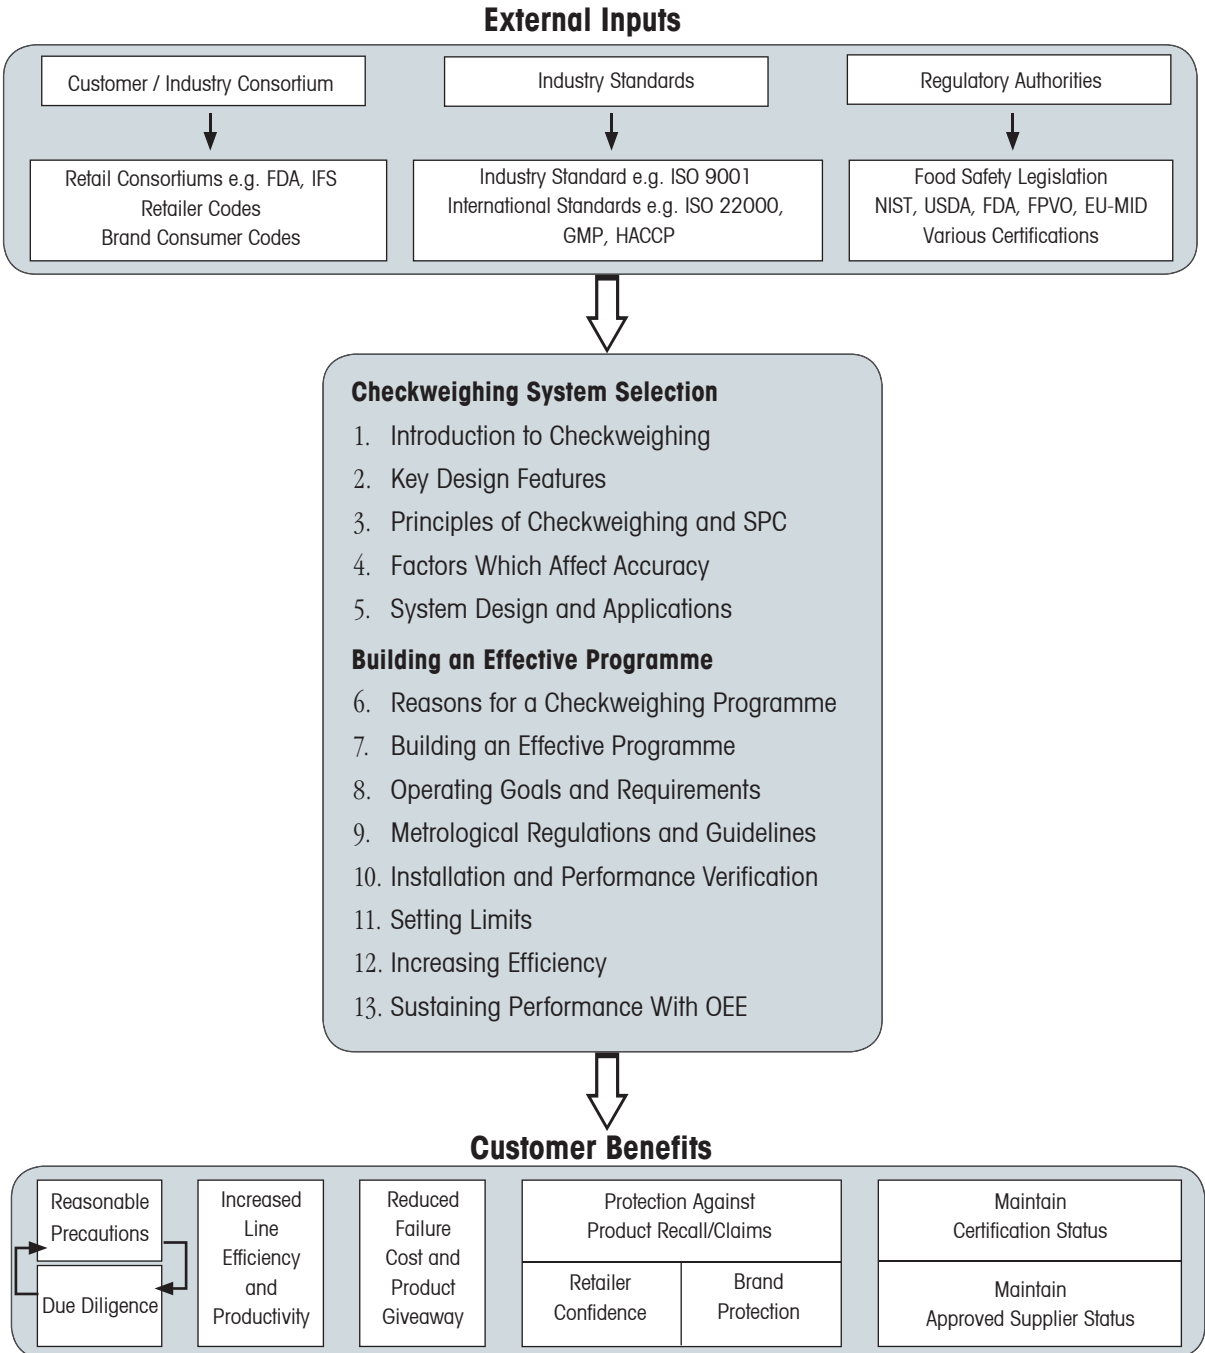 External Inputs
Customer / Industry Consortium
Industry Standards
Regulatory Authorities
Retail Consortiums e.g. FDA, IFS
Retailer Codes
Brand Consumer Codes
Industry Standard e.g. ISO 9001
International Standards e.g. ISO 22000,
GMP, HACCP
Food Safety Legislation
NIST, USDA, FDA, FPVO, EU-MID
Various Certifications
Checkweighing System Selection
1. Introduction to Checkweighing
2. Key Design Features
3. Principles of Checkweighing and SPC
4. Factors Which Affect Accuracy
5. System Design and Applications
Building an Effective Programme
6. Reasons for a Checkweighing Programme
7. Building an Effective Programme
8. Operating Goals and Requirements
9. Metrological Regulations and Guidelines
10. Installation and Performance Verification
11. Setting Limits
12. Increasing Efficiency
13. Sustaining Performance With OEE
Customer Benefits
Reasonable
Precautions
Due Diligence
Increased
Line
Efficiency
and
Productivity
Reduced
Failure
Cost and
Product
Giveaway
Protection Against
Product Recall/Claims
Retailer
Confidence
Brand
Protection
Maintain
Certification Status
Maintain
Approved Supplier Status